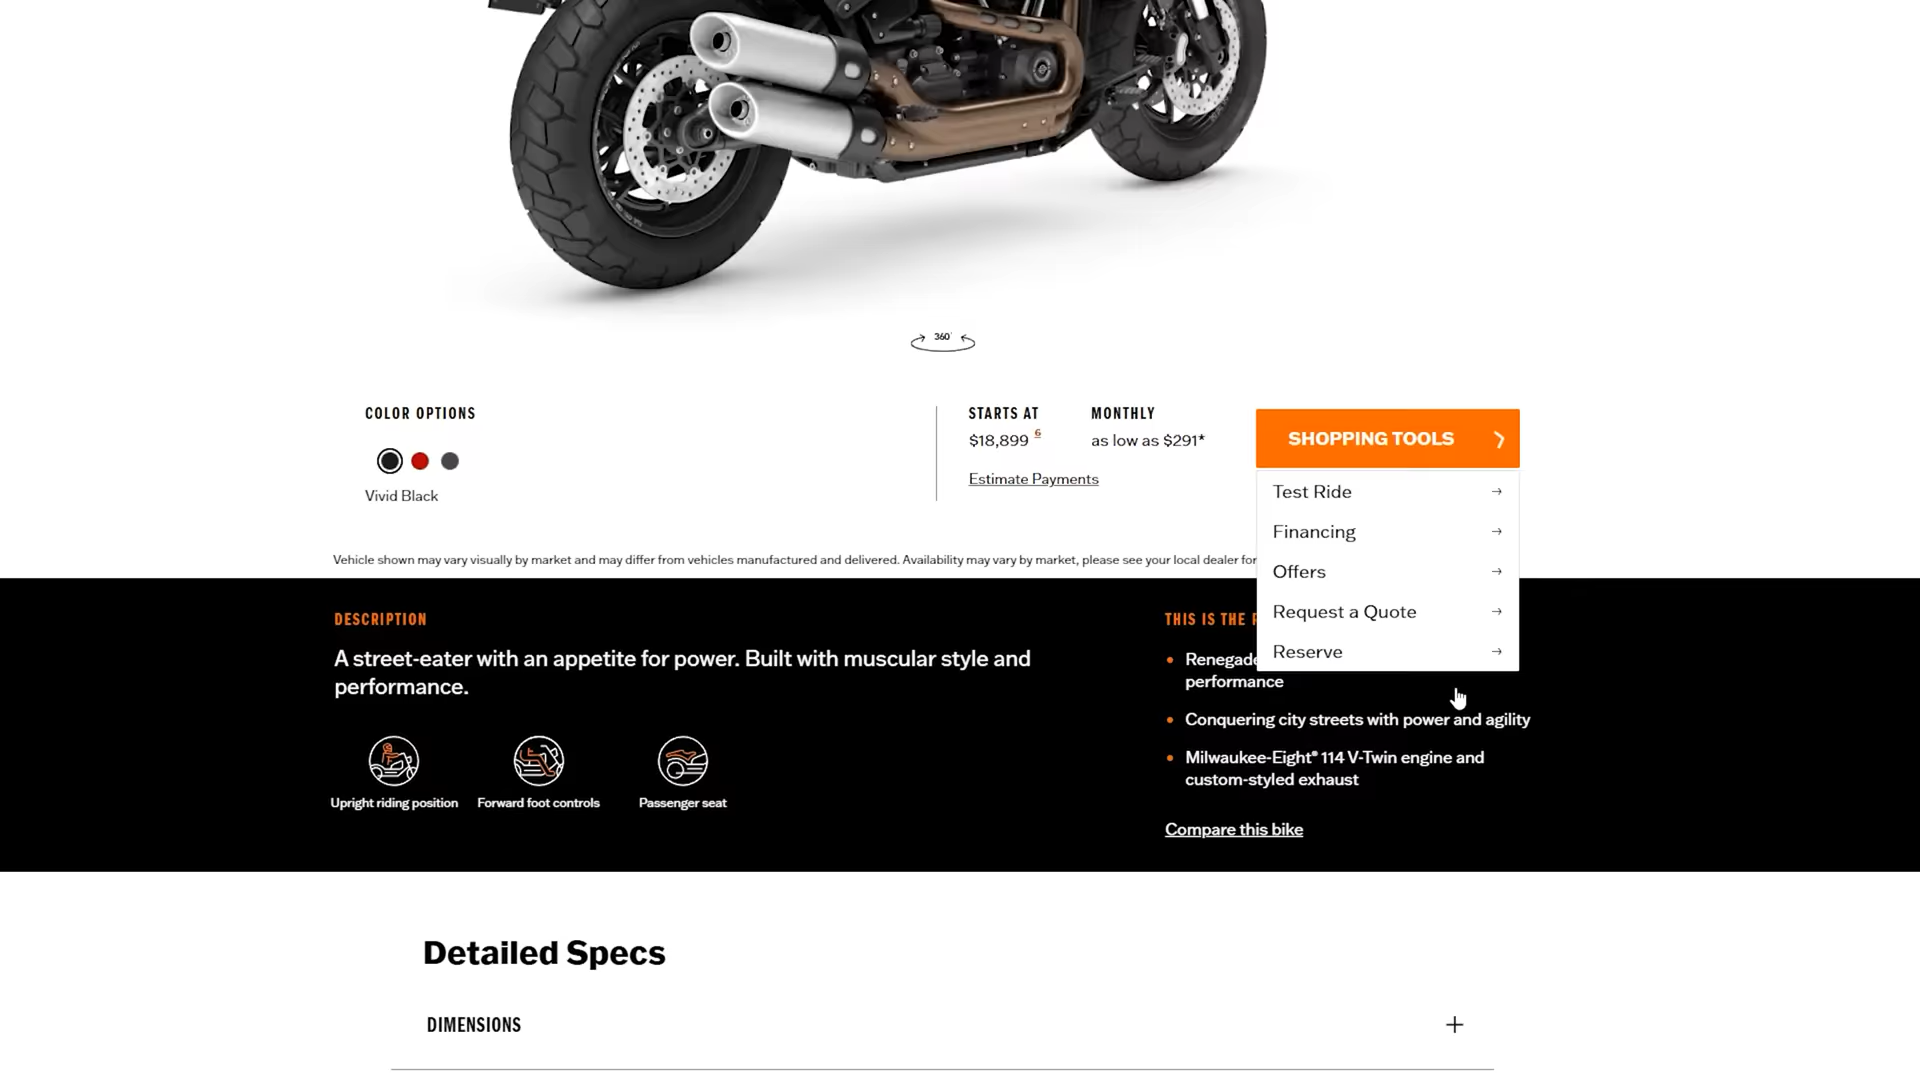 360°
COLOR OPTIONS
Vivid Black
STARTS AT
$18,899 6
Estimate Payments
MONTHLY
as low as $291*
SHOPPING TOOLS
Test Ride
Financing
Offers
Request a Quote
Reserve
Vehicle shown may vary visually by market and may differ from vehicles manufactured and delivered. Availability may vary by market, please see your local dealer for
DESCRIPTION
A street-eater with an appetite for power. Built with muscular style and
performance.
Upright riding position
Forward foot controls
Passenger seat
THIS IS THE
Renegade
performance
Conquering city streets with power and agility
Milwaukee-Eight® 114 V-Twin engine and
custom-styled exhaust
Compare this bike
Detailed Specs
DIMENSIONS